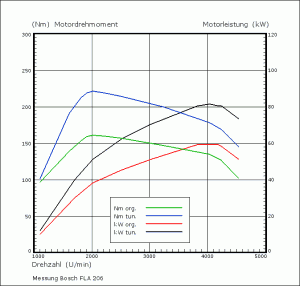 (Nm) Motordrehmoment
Motorleistung (kW)
300
250
200
150
100
50
0
120
100
80
60
40
20
0
Nm org.
Nm tun.
kW org.
kW tun.
1000
2000
3000
4000
5000
Drehzahl (U/min)
Messung Bosch FLA 206